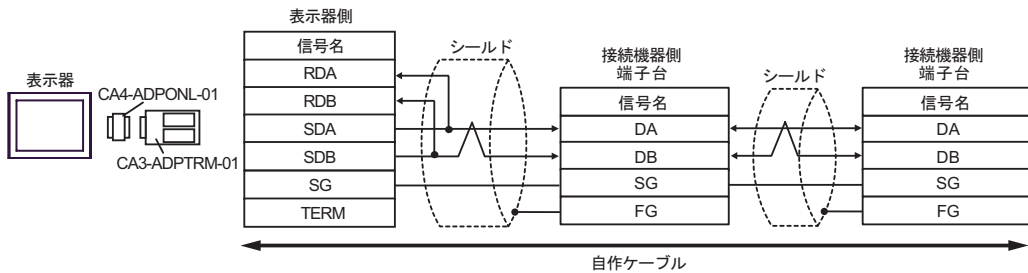 表示器
CA4-ADPONL-01
CA3-ADPTRM-01
表示器側
信号名
RDA
RDB
SDA
SDB
SG
TERM
シールド
接続機器側
端子台
信号名
DA
DB
SG
FG
シールド
接続機器側
端子台
信号名
DA
DB
SG
FG
自作ケーブル